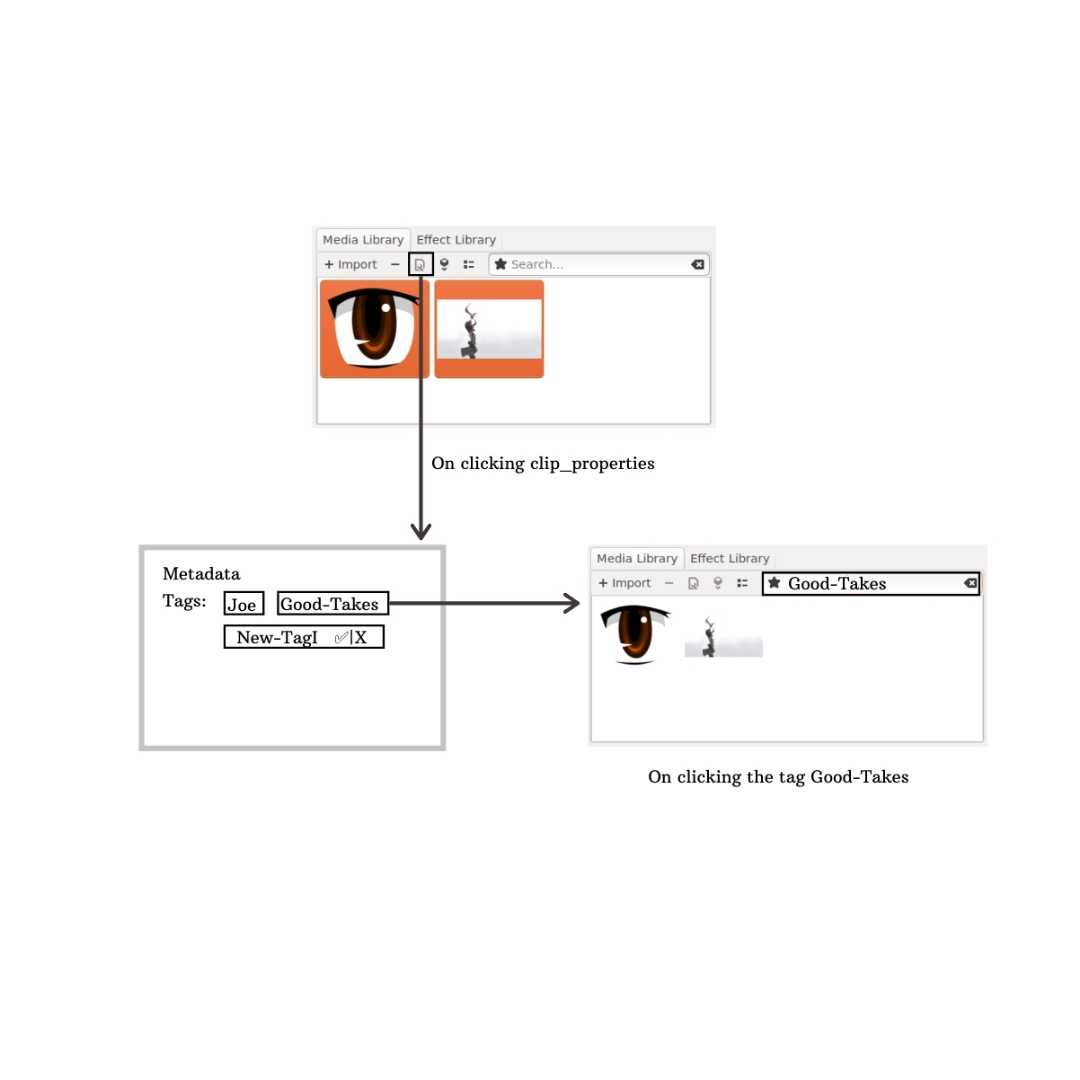 Media Library Effect Library
+ Import − Search...
On clicking clip_properties
Metadata
Tags: Joe Good-Takes
New-TagI ✅|X
Media Library Effect Library
+ Import − Good-Takes
On clicking the tag Good-Takes